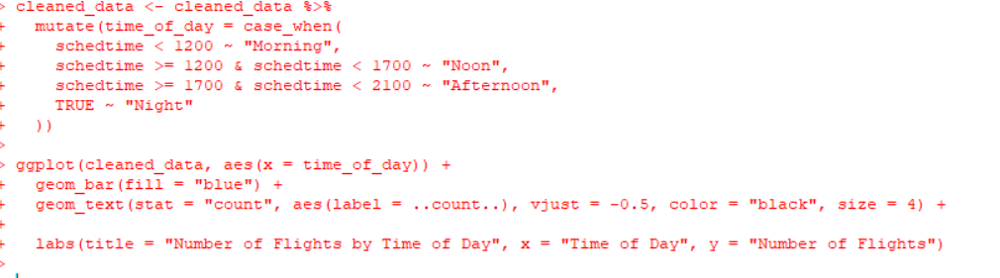 > cleaned_data <- cleaned_data %>%
+   mutate(time_of_day = case_when(
+     schedtime < 1200 ~ "Morning",
+     schedtime >= 1200 & schedtime < 1700 ~ "Noon",
+     schedtime >= 1700 & schedtime < 2100 ~ "Afternoon",
+     TRUE ~ "Night"
+   ))
>
> ggplot(cleaned_data, aes(x = time_of_day)) +
+   geom_bar(fill = "blue") +
+   geom_text(stat = "count", aes(label = ..count..), vjust = -0.5, color = "black", size = 4) +
+
+   labs(title = "Number of Flights by Time of Day", x = "Time of Day", y = "Number of Flights")
>